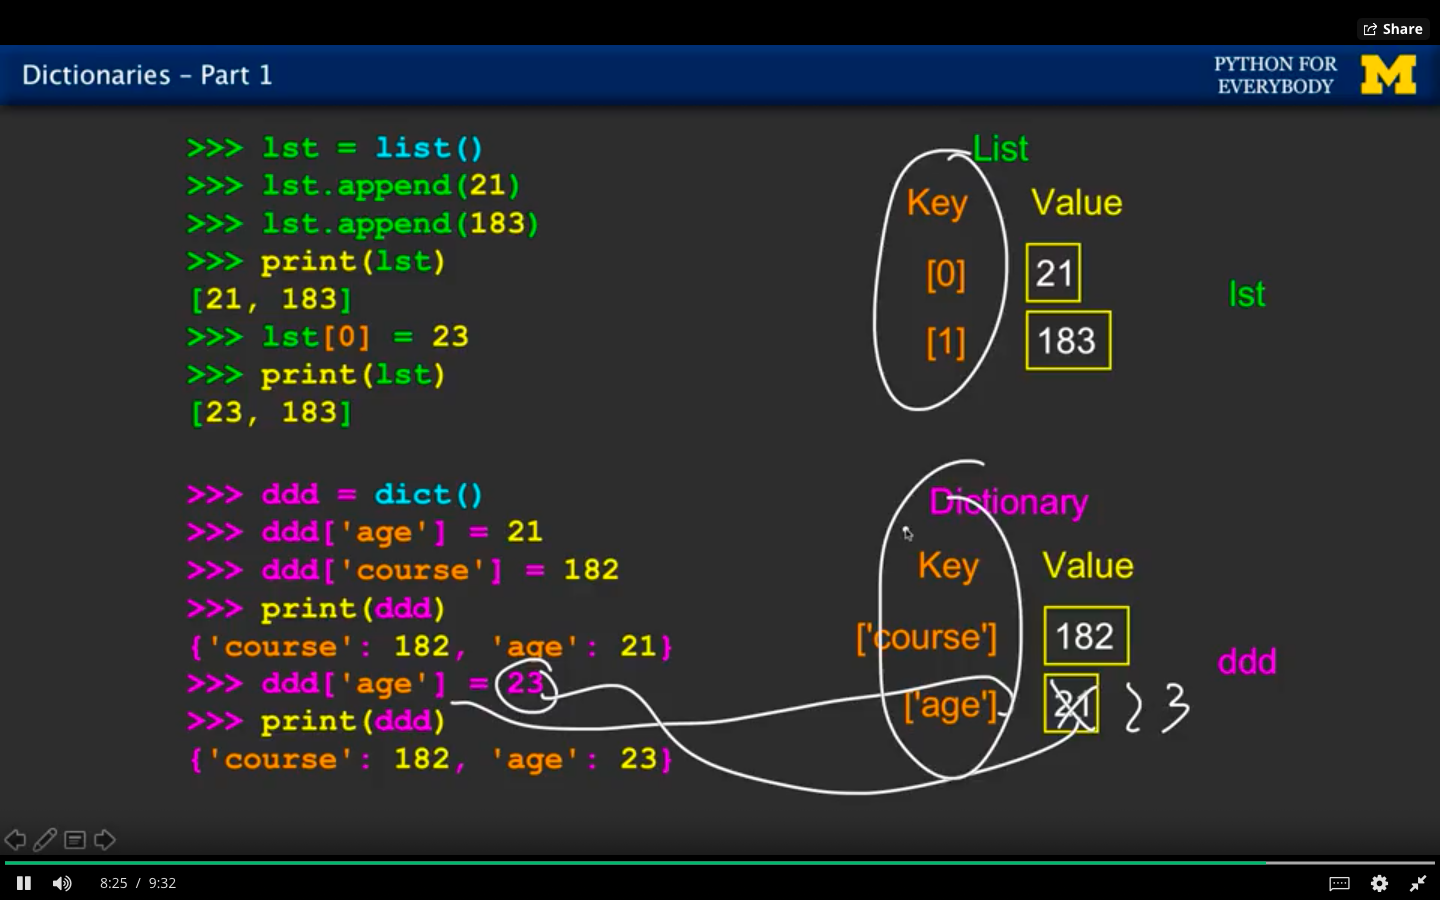 Share
Dictionaries – Part 1
PYTHON FOR
EVERYBODY
M
>>> lst = list()
>>> lst.append(21)
>>> lst.append(183)
>>> print(lst)
[21, 183]
>>> lst[0] = 23
>>> print(lst)
[23, 183]
List
Key Value
[0] 21
[1] 183
lst
>>> ddd = dict()
>>> ddd['age'] = 21
>>> ddd['course'] = 182
>>> print(ddd)
{'course': 182, 'age': 21}
>>> ddd['age'] = 23
>>> print(ddd)
{'course': 182, 'age': 23}
Dictionary
Key Value
['course'] 182
['age'] 21 23
ddd
8:25 / 9:32